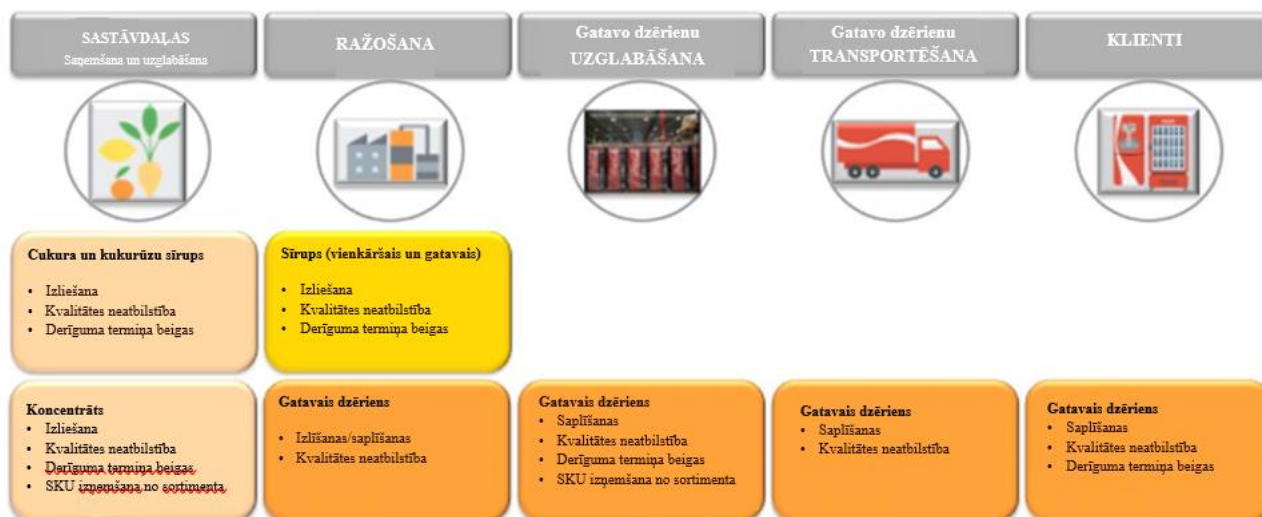 SASTĀVDAĻAS
Saņemšana un uzglabāšana
RAŽOŠANA
Gatavo dzērienu
UZGLABĀŠANA
Gatavo dzērienu
TRANSPORTĒŠANA
KLIENTI
Cukura un kukurūzu sīrups
• Izliešana
• Kvalitātes neatbilstība
• Derīguma termiņa beigas
Sīrups (vienkāršais un gatavais)
• Izliešana
• Kvalitātes neatbilstība
• Derīguma termiņa beigas
Koncentrāts
• Izliešana
• Kvalitātes neatbilstība
• Derīguma termiņa beigas
• SKU izņemšana no sortimenta
Gatavais dzēriens
• Izlīšanas/saplīšanas
• Kvalitātes neatbilstība
Gatavais dzēriens
• Saplīšanas
• Kvalitātes neatbilstība
• Derīguma termiņa beigas
• SKU izņemšana no sortimenta
Gatavais dzēriens
• Saplīšanas
• Kvalitātes neatbilstība
Gatavais dzēriens
• Saplīšanas
• Kvalitātes neatbilstība
• Derīguma termiņa beigas